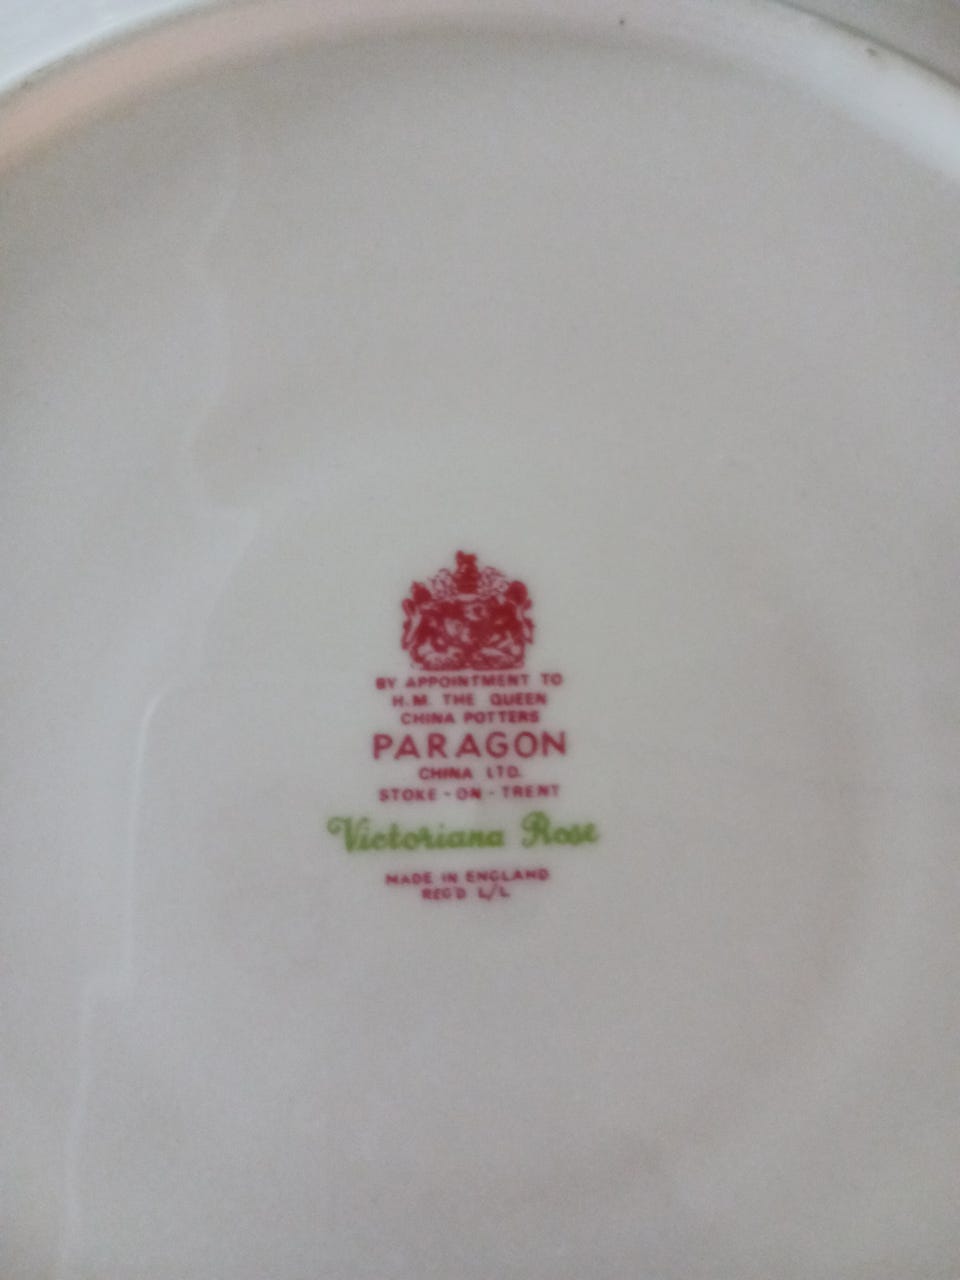 BY APPOINTMENT TO
H.M. THE QUEEN
CHINA POTTERS
PARAGON
CHINA LTD.
STOKE-ON-TRENT
Victoriana Rose
MADE IN ENGLAND
REG'D L/L